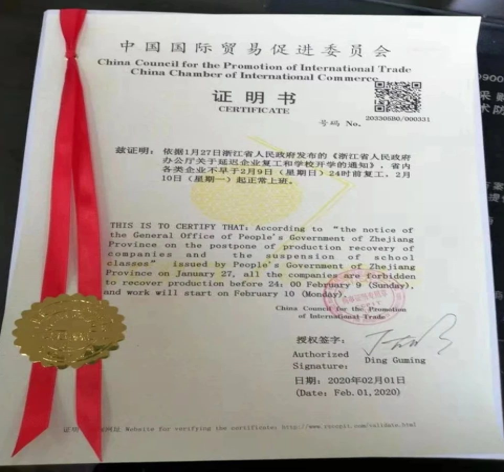 中国国际贸易促进委员会
China Council for the Promotion of International Trade
China Chamber of International Commerce
证明书
CERTIFICATE
号码 No.
203305B0/000331
兹证明：依据1月27日浙江省人民政府发布的《浙江省人民政府
办公厅关于延迟企业复工和学校开学的通知》，省内
各类企业不早于2月9日（星期日）24时前复工，2月
10日（星期一）起正常上班。
THIS IS TO CERTIFY THAT: According to “the notice of
the General Office of People's Government of Zhejiang
Province on the postpone of production recovery of
companies and the suspension of school
classes” issued by People's Government of Zhejiang
Province on January 27, all the companies are forbidden
to recover production before 24: 00 February 9 (Sunday),
and work will start on February 10 (Monday).
China Council for the Promotion
of International Trade
授权签字：
Authorized
Signature:
Ding Guming
日期：2020年02月01日
(Date: Feb.01,2020)
Website for verifying the certificate: